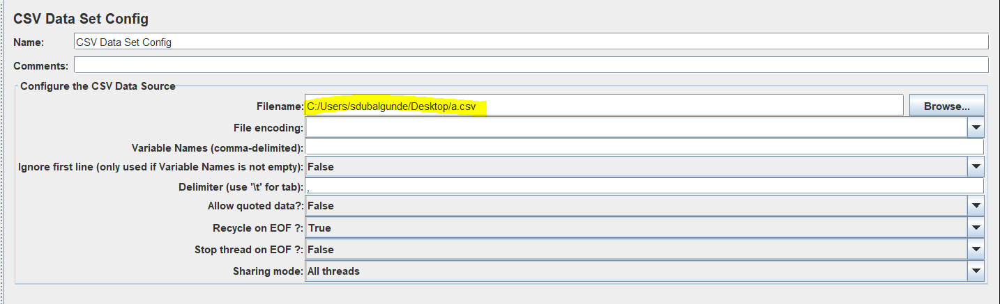 CSV Data Set Config
Name: CSV Data Set Config
Comments:
Configure the CSV Data Source
Filename: C:/Users/sdubalgunde/Desktop/a.csv Browse...
File encoding:
Variable Names (comma-delimited):
Ignore first line (only used if Variable Names is not empty): False
Delimiter (use '\t' for tab): ,
Allow quoted data?: False
Recycle on EOF ?: True
Stop thread on EOF ?: False
Sharing mode: All threads